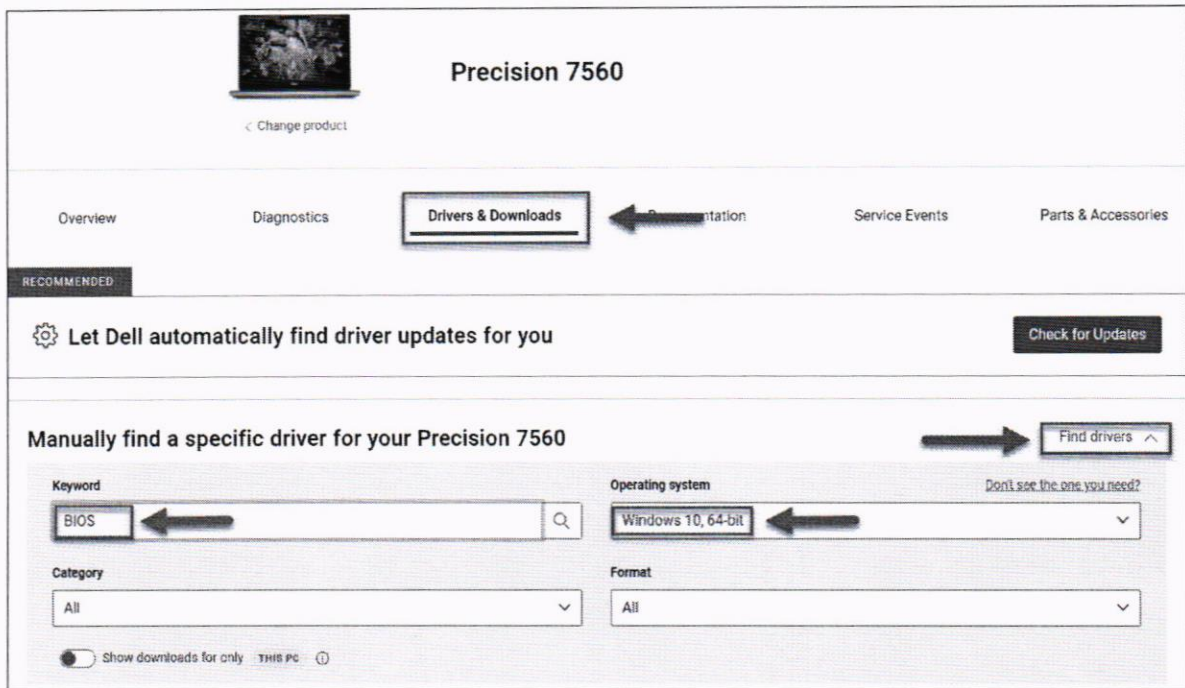 Precision 7560
< Change product
Overview Diagnostics Drivers & Downloads ntation Service Events Parts & Accessories
RECOMMENDED
Let Dell automatically find driver updates for you Check for Updates
Manually find a specific driver for your Precision 7560 Find drivers
Keyword Operating system Don't see the one you need?
BIOS Windows 10, 64-bit
Category Format
All All
Show downloads for only THIS PC